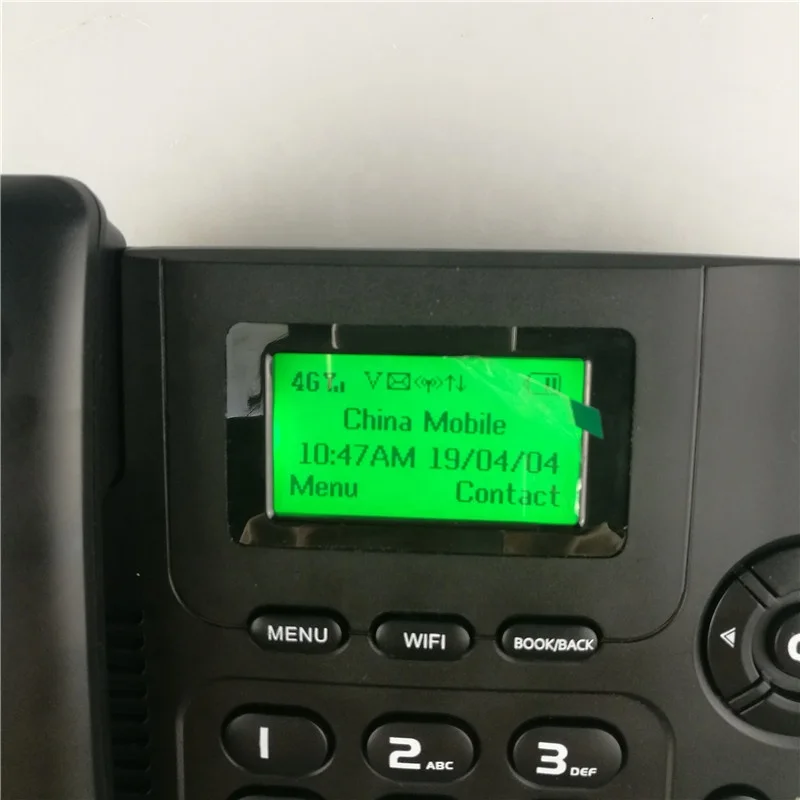 4G V
China Mobile
10:47AM 19/04/04
Menu Contact
MENU WIFI BOOK/BACK
1 2 ABC 3 DEF